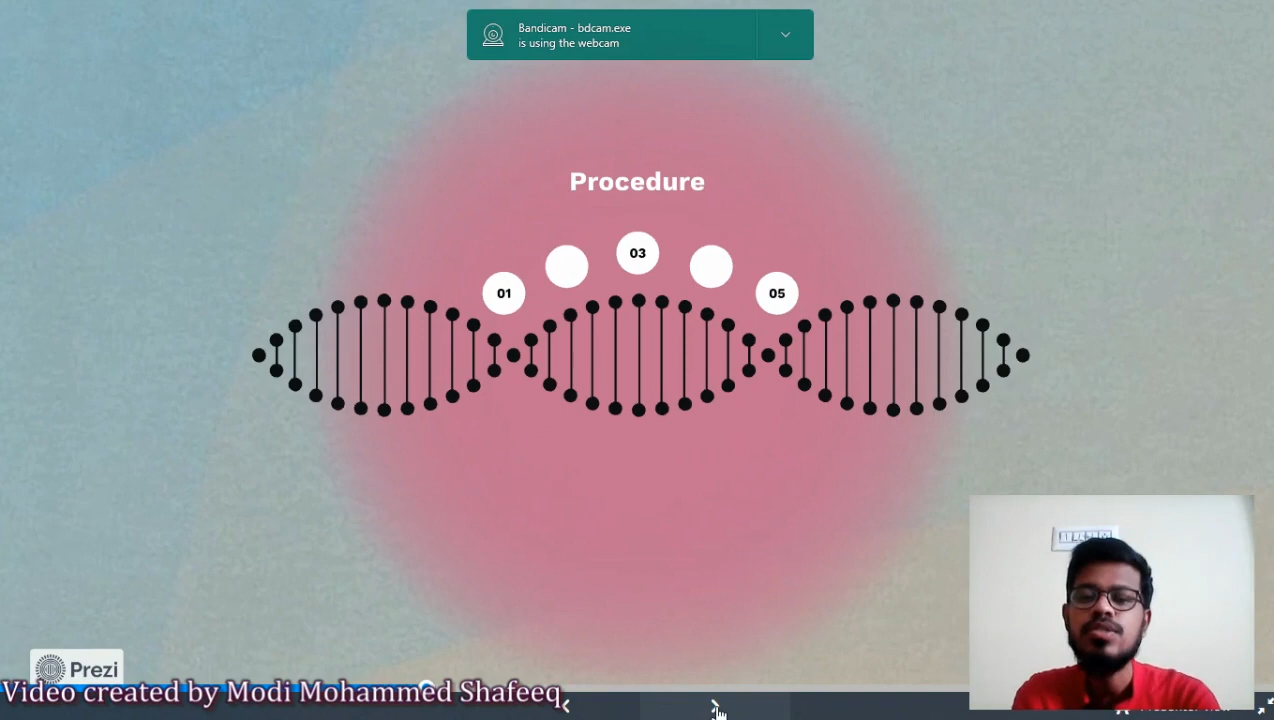 Bandicam - bdcam.exe
is using the webcam
Procedure
03
01
05
Prezi
Video created by Modi Mohammed Shafeeq